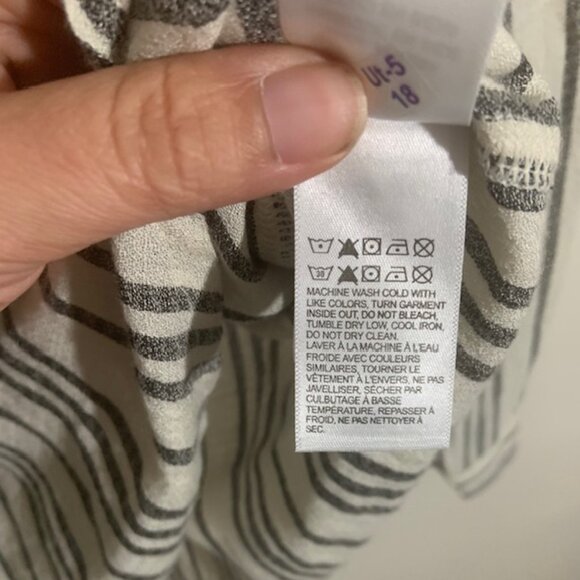 UI-5
18
30
MACHINE WASH COLD WITH
LIKE COLORS, TURN GARMENT
INSIDE OUT, DO NOT BLEACH,
TUMBLE DRY LOW, COOL IRON,
DO NOT DRY CLEAN.
LAVER À LA MACHINE À L'EAU
FROIDE AVEC COULEURS
SIMILAIRES, TOURNER LE
VÊTEMENT À L'ENVERS, NE PAS
JAVELLISER, SÉCHER PAR
CULBUTAGE À BASSE
TEMPÉRATURE, REPASSER À
FROID, NE PAS NETTOYER À
SEC.